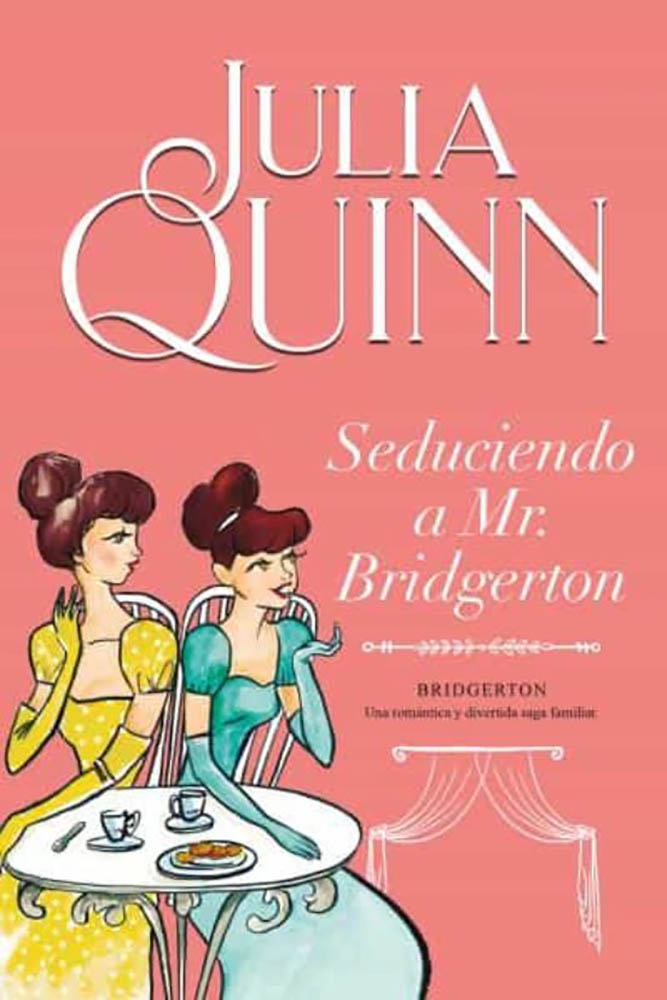 JULIA
QUINN
Seduciendo
a Mr.
Bridgerton
BRIDGERTON
Una romántica y divertida saga familiar.